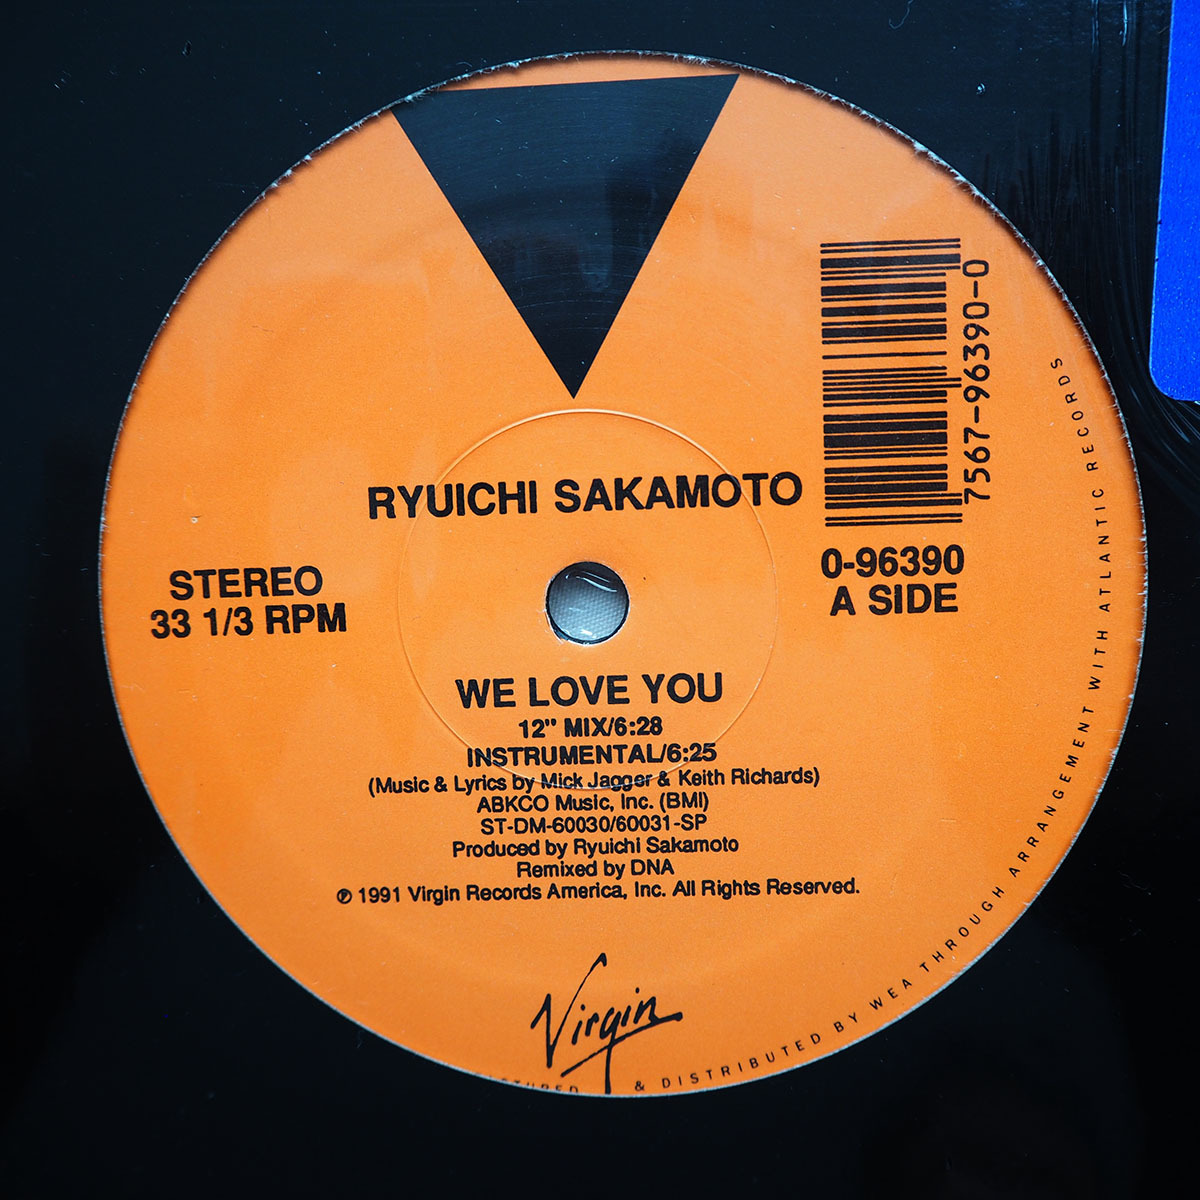 RYUICHI SAKAMOTO
7567-96390-0
STEREO
33 1/3 RPM
0-96390
A SIDE
WE LOVE YOU
12" MIX/6:28
INSTRUMENTAL/6:25
(Music & Lyrics by Mick Jagger & Keith Richards)
ABKCO Music, Inc. (BMI)
ST-DM-60030/60031-SP
Produced by Ryuichi Sakamoto
Remixed by DNA
℗ 1991 Virgin Records America, Inc. All Rights Reserved.
Virgin
& DISTRIBUTED BY WEA THROUGH ARRANGEMENT WITH ATLANTIC RECORDS